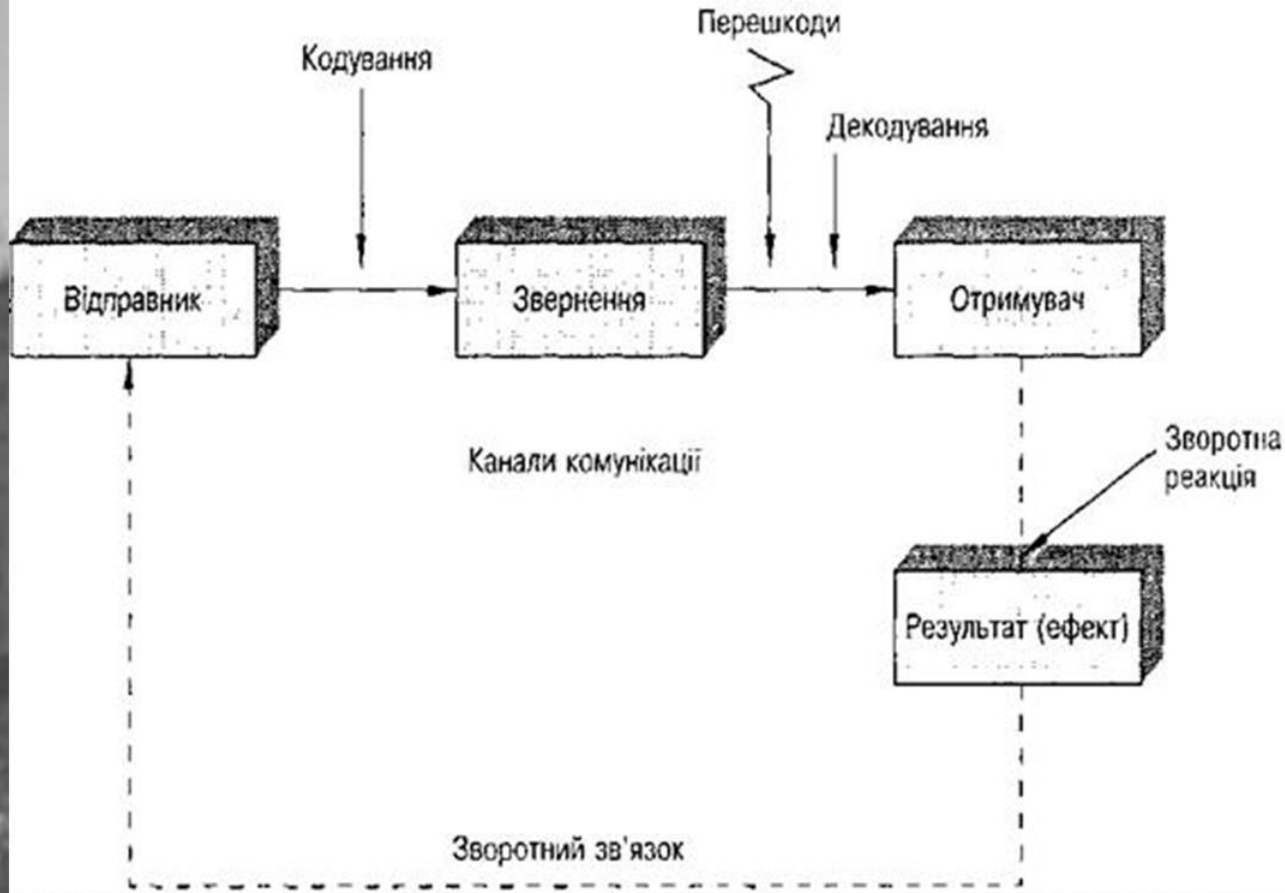 Перешкоди
Кодування
Декодування
Відправник
Звернення
Отримувач
Канали комунікації
Зворотна
реакція
Результат (ефект)
Зворотний зв'язок